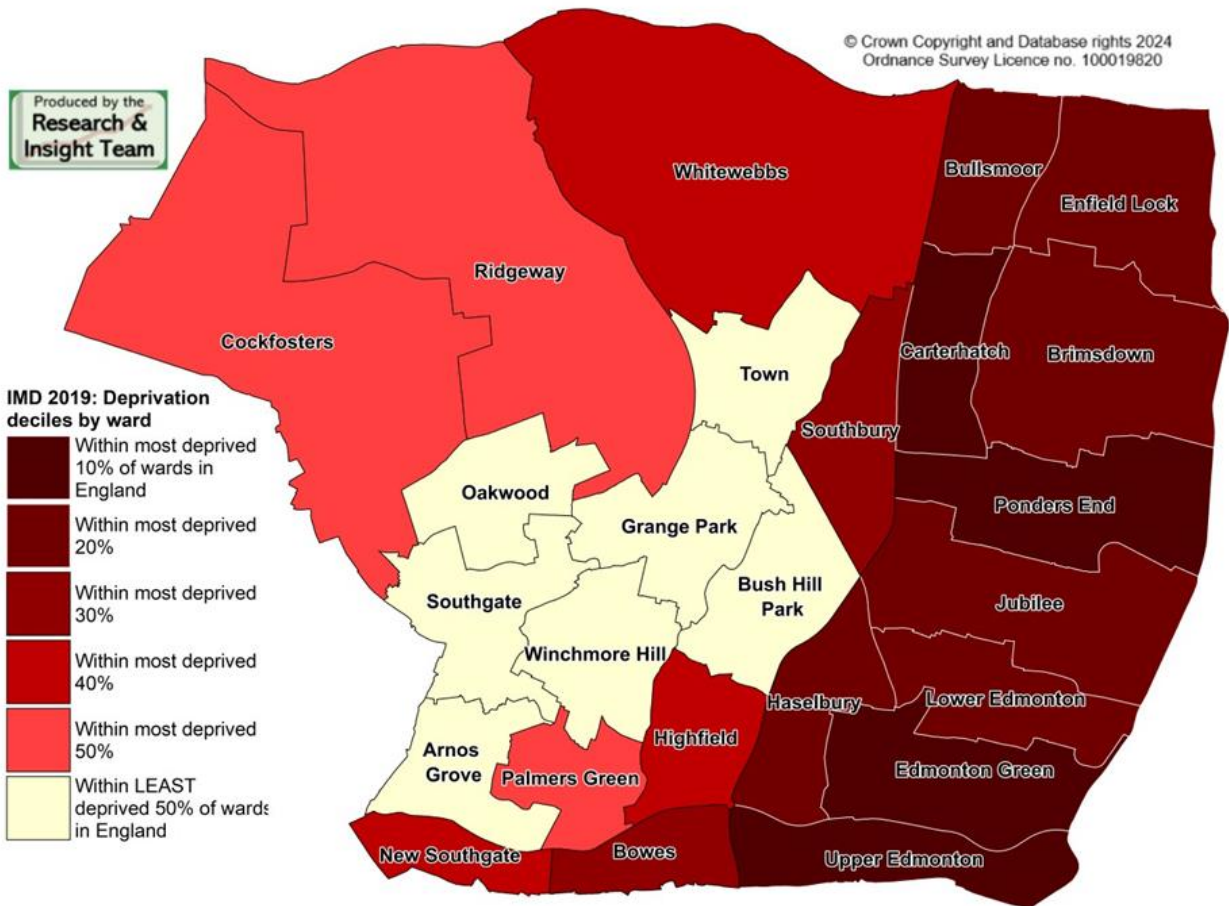 © Crown Copyright and Database rights 2024
Ordnance Survey Licence no. 100019820
Produced by the
Research &
Insight Team
Whitewebbs
Bullsmoor
Enfield Lock
Ridgeway
Cockfosters
Carterhatch
Brimsdown
Town
Southbury
IMD 2019: Deprivation
deciles by ward
Within most deprived
10% of wards in
England
Within most deprived
20%
Within most deprived
30%
Within most deprived
40%
Within most deprived
50%
Within LEAST
deprived 50% of wards
in England
Oakwood
Grange Park
Ponders End
Southgate
Bush Hill
Park
Jubilee
Winchmore Hill
Haselbury
Lower Edmonton
Highfield
Arnos
Grove
Palmers Green
Edmonton Green
New Southgate
Bowes
Upper Edmonton